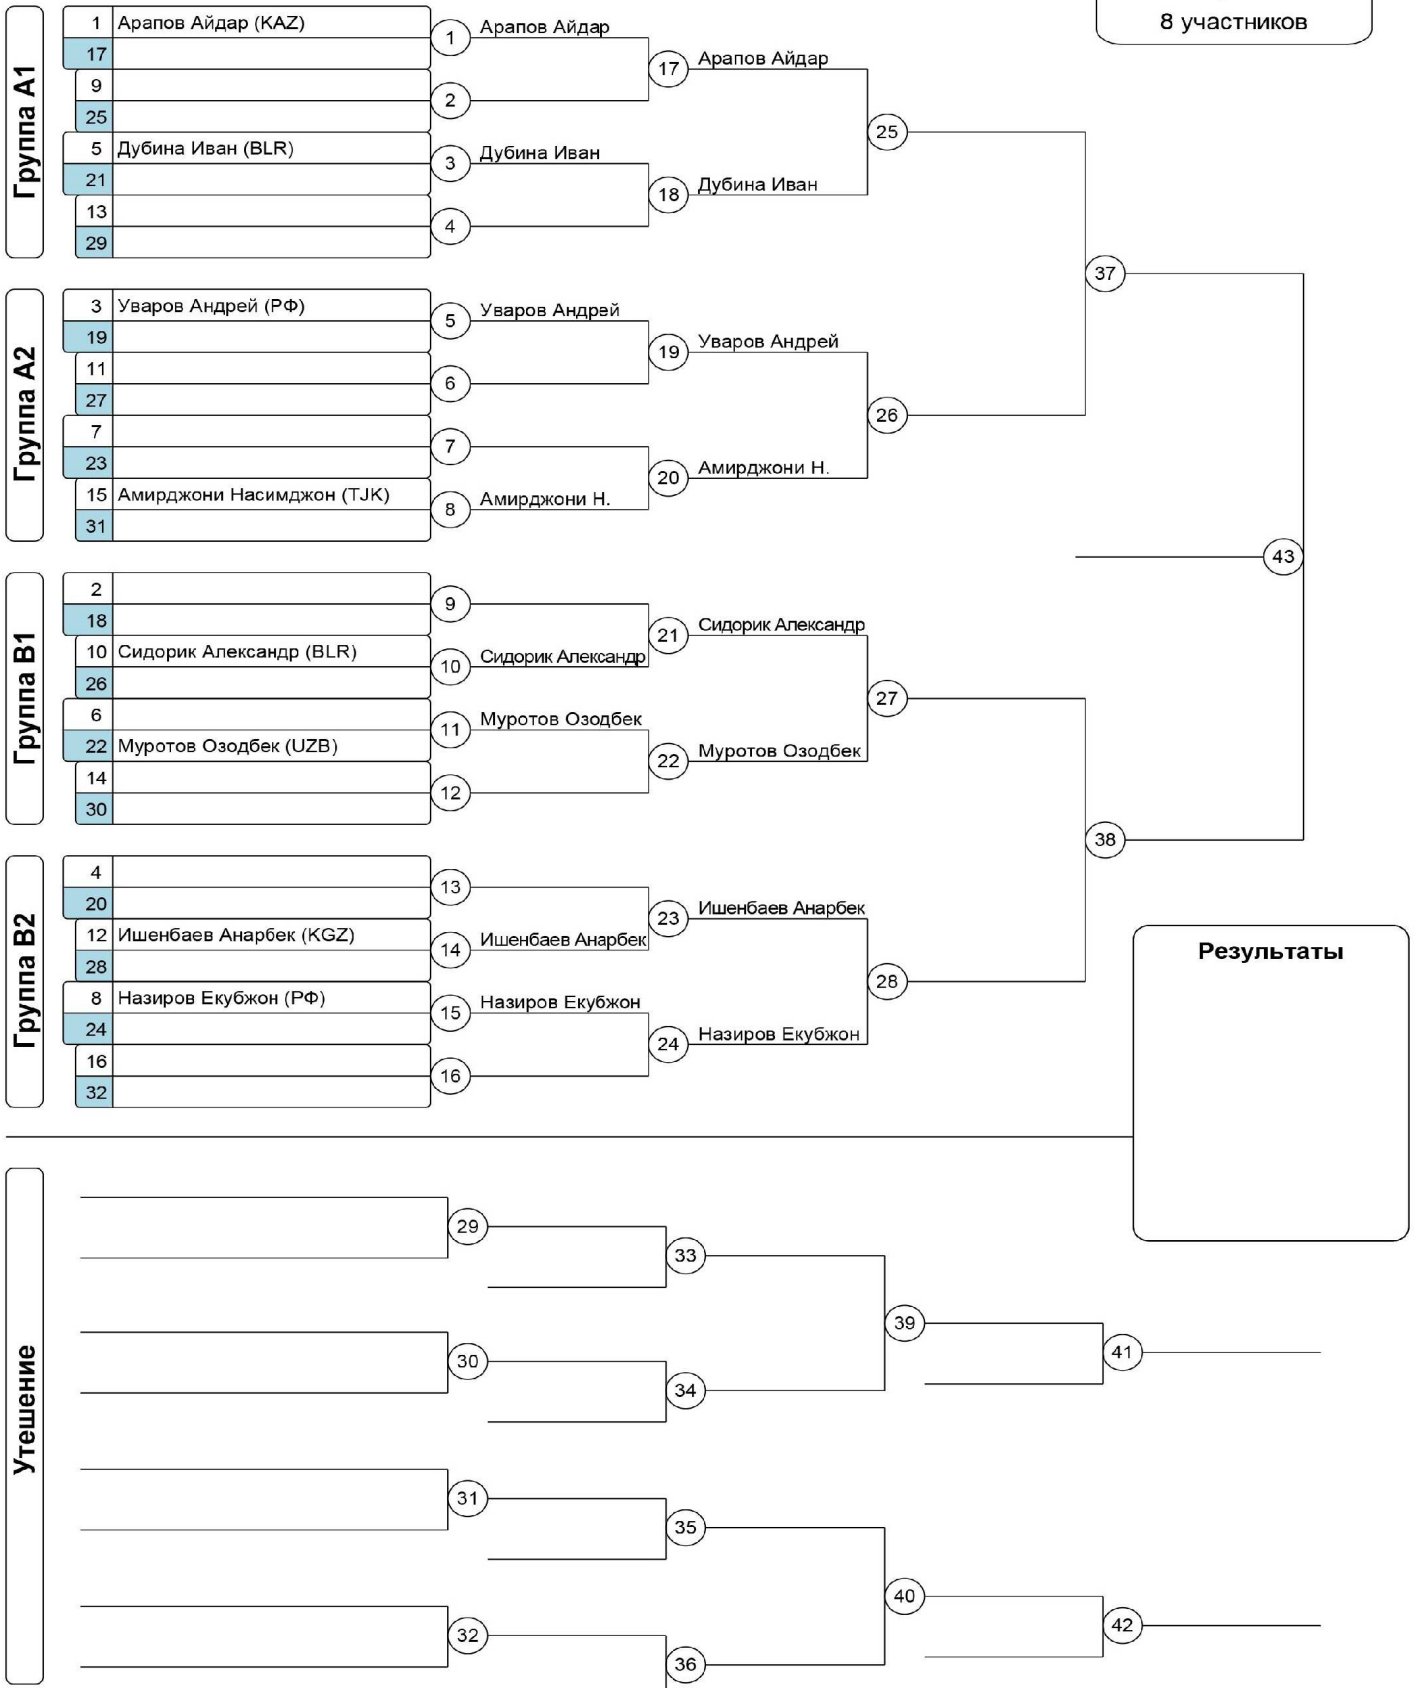 8 участников
Группа A1
1 Арапов Айдар (KAZ)
17
9
25
5 Дубина Иван (BLR)
21
13
29
1 Арапов Айдар
2
3 Дубина Иван
4
17 Арапов Айдар
18 Дубина Иван
25
Группа A2
3 Уваров Андрей (РФ)
19
11
27
7
23
15 Амирджони Насимджон (TJK)
31
5 Уваров Андрей
6
7
8 Амирджони Н.
19 Уваров Андрей
20 Амирджони Н.
26
37
Группа B1
2
18
10 Сидорик Александр (BLR)
26
6
22 Муротов Озодбек (UZB)
14
30
9
10 Сидорик Александр
11 Муротов Озодбек
12
21 Сидорик Александр
22 Муротов Озодбек
27
Группа B2
4
20
12 Ишенбаев Анарбек (KGZ)
28
8 Назиров Екубжон (РФ)
24
16
32
13
14 Ишенбаев Анарбек
15 Назиров Екубжон
16
23 Ишенбаев Анарбек
24 Назиров Екубжон
28
38
43
Результаты
Утешение
29
33
30
34
39
41
31
35
32
36
40
42